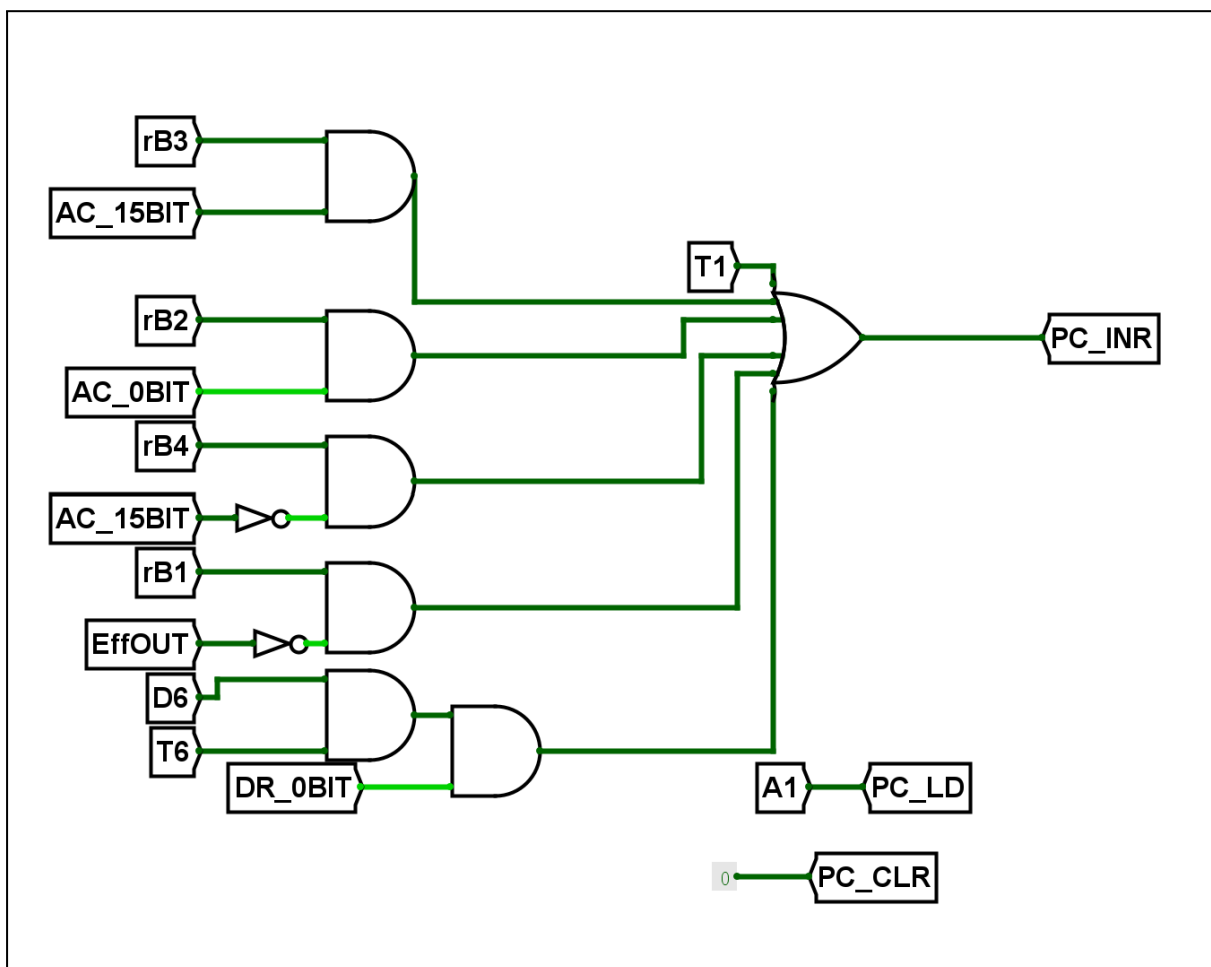 rB3
AC_15BIT
T1
rB2
PC_INR
AC_0BIT
rB4
AC_15BIT
rB1
EffOUT
D6
T6
DR_0BIT
A1
PC_LD
0
PC_CLR